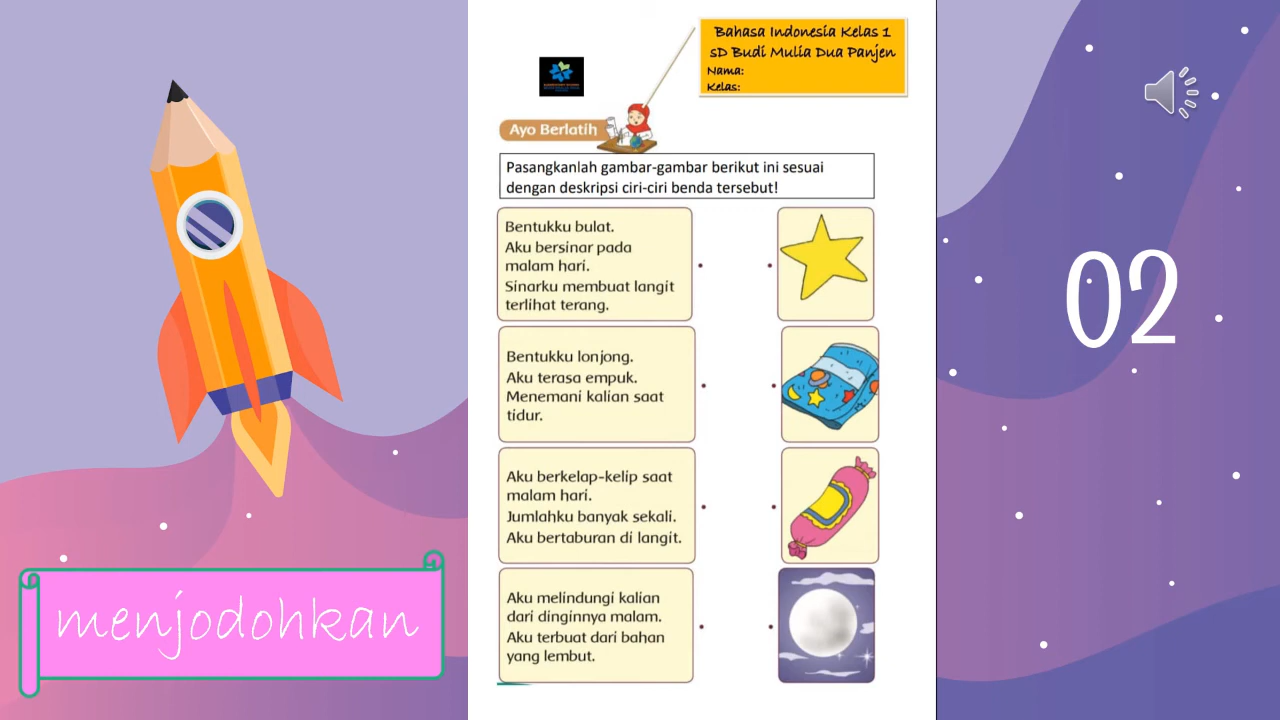 Bahasa Indonesia Kelas 1
SD Budi Mulia Dua Panjen
Nama:
Kelas:
Ayo Berlatih
Pasangkanlah gambar-gambar berikut ini sesuai
dengan deskripsi ciri-ciri benda tersebut!
Bentukku bulat.
Aku bersinar pada
malam hari.
Sinarku membuat langit
terlihat terang.
Bentukku lonjong.
Aku terasa empuk.
Menemani kalian saat
tidur.
Aku berkelap-kelip saat
malam hari.
Jumlahku banyak sekali.
Aku bertaburan di langit.
Aku melindungi kalian
dari dinginnya malam.
Aku terbuat dari bahan
yang lembut.
menjodohkan
02